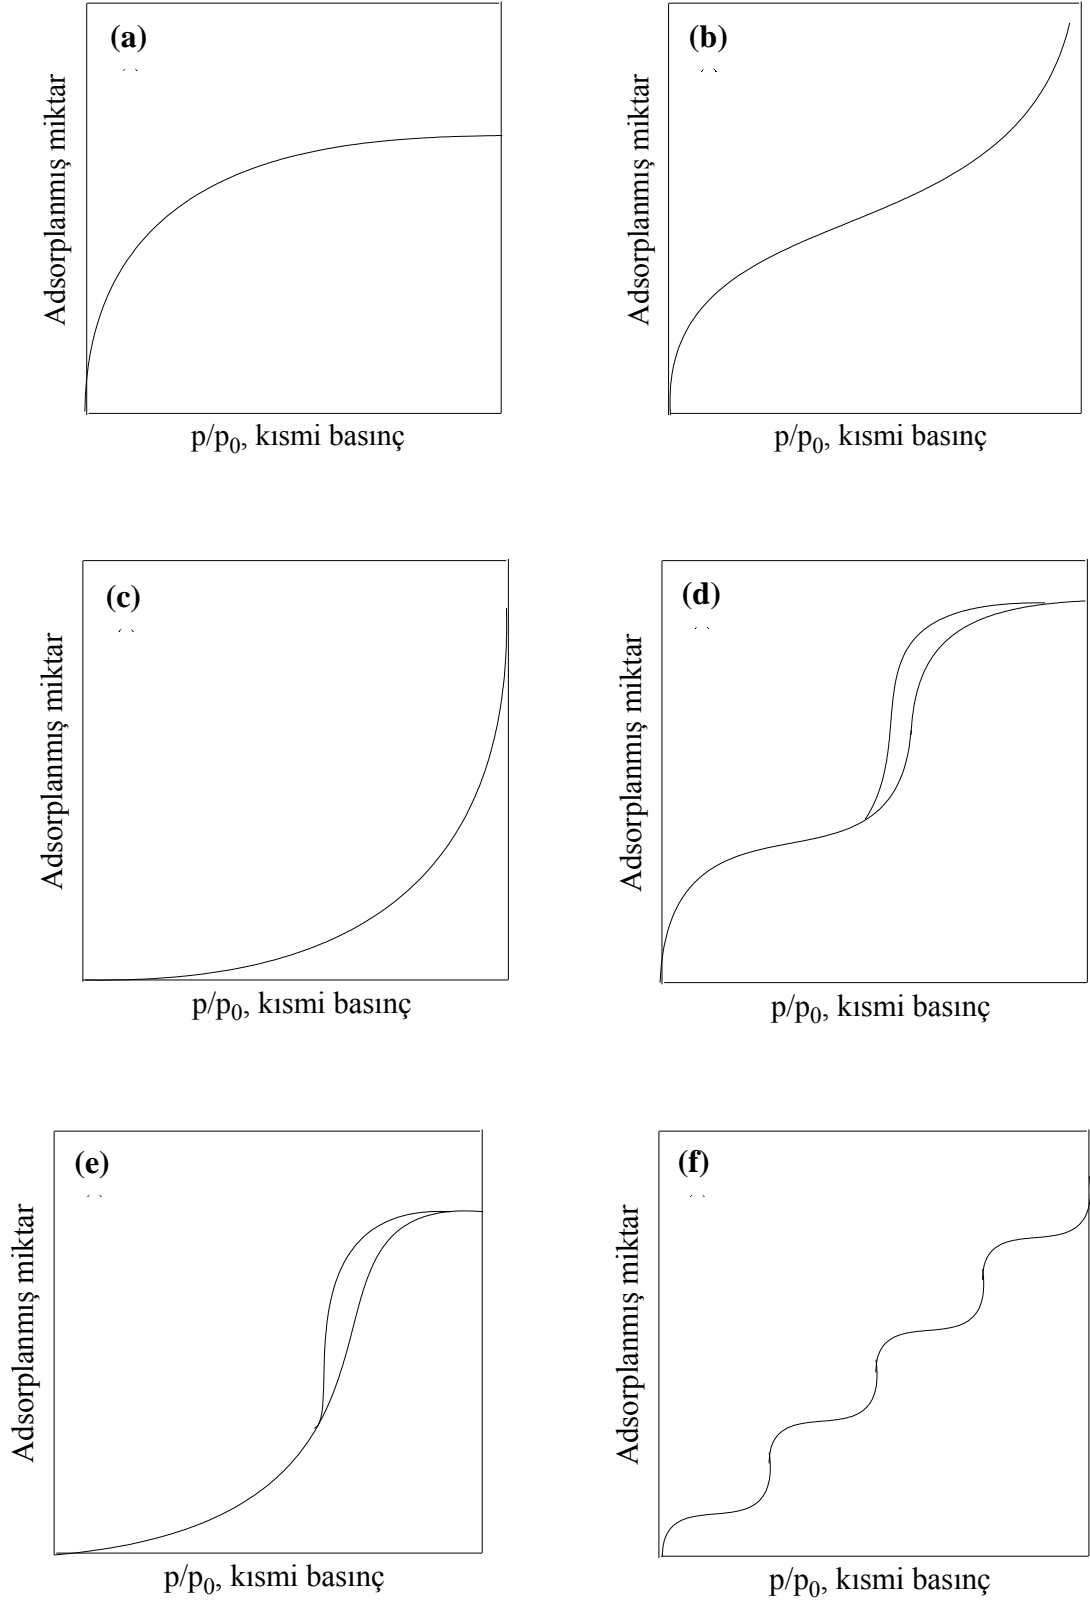 (a)
Adsorplanmış miktar
p/p₀, kısmi basınç
(b)
Adsorplanmış miktar
p/p₀, kısmi basınç
(c)
Adsorplanmış miktar
p/p₀, kısmi basınç
(d)
Adsorplanmış miktar
p/p₀, kısmi basınç
(e)
Adsorplanmış miktar
p/p₀, kısmi basınç
(f)
Adsorplanmış miktar
p/p₀, kısmi basınç